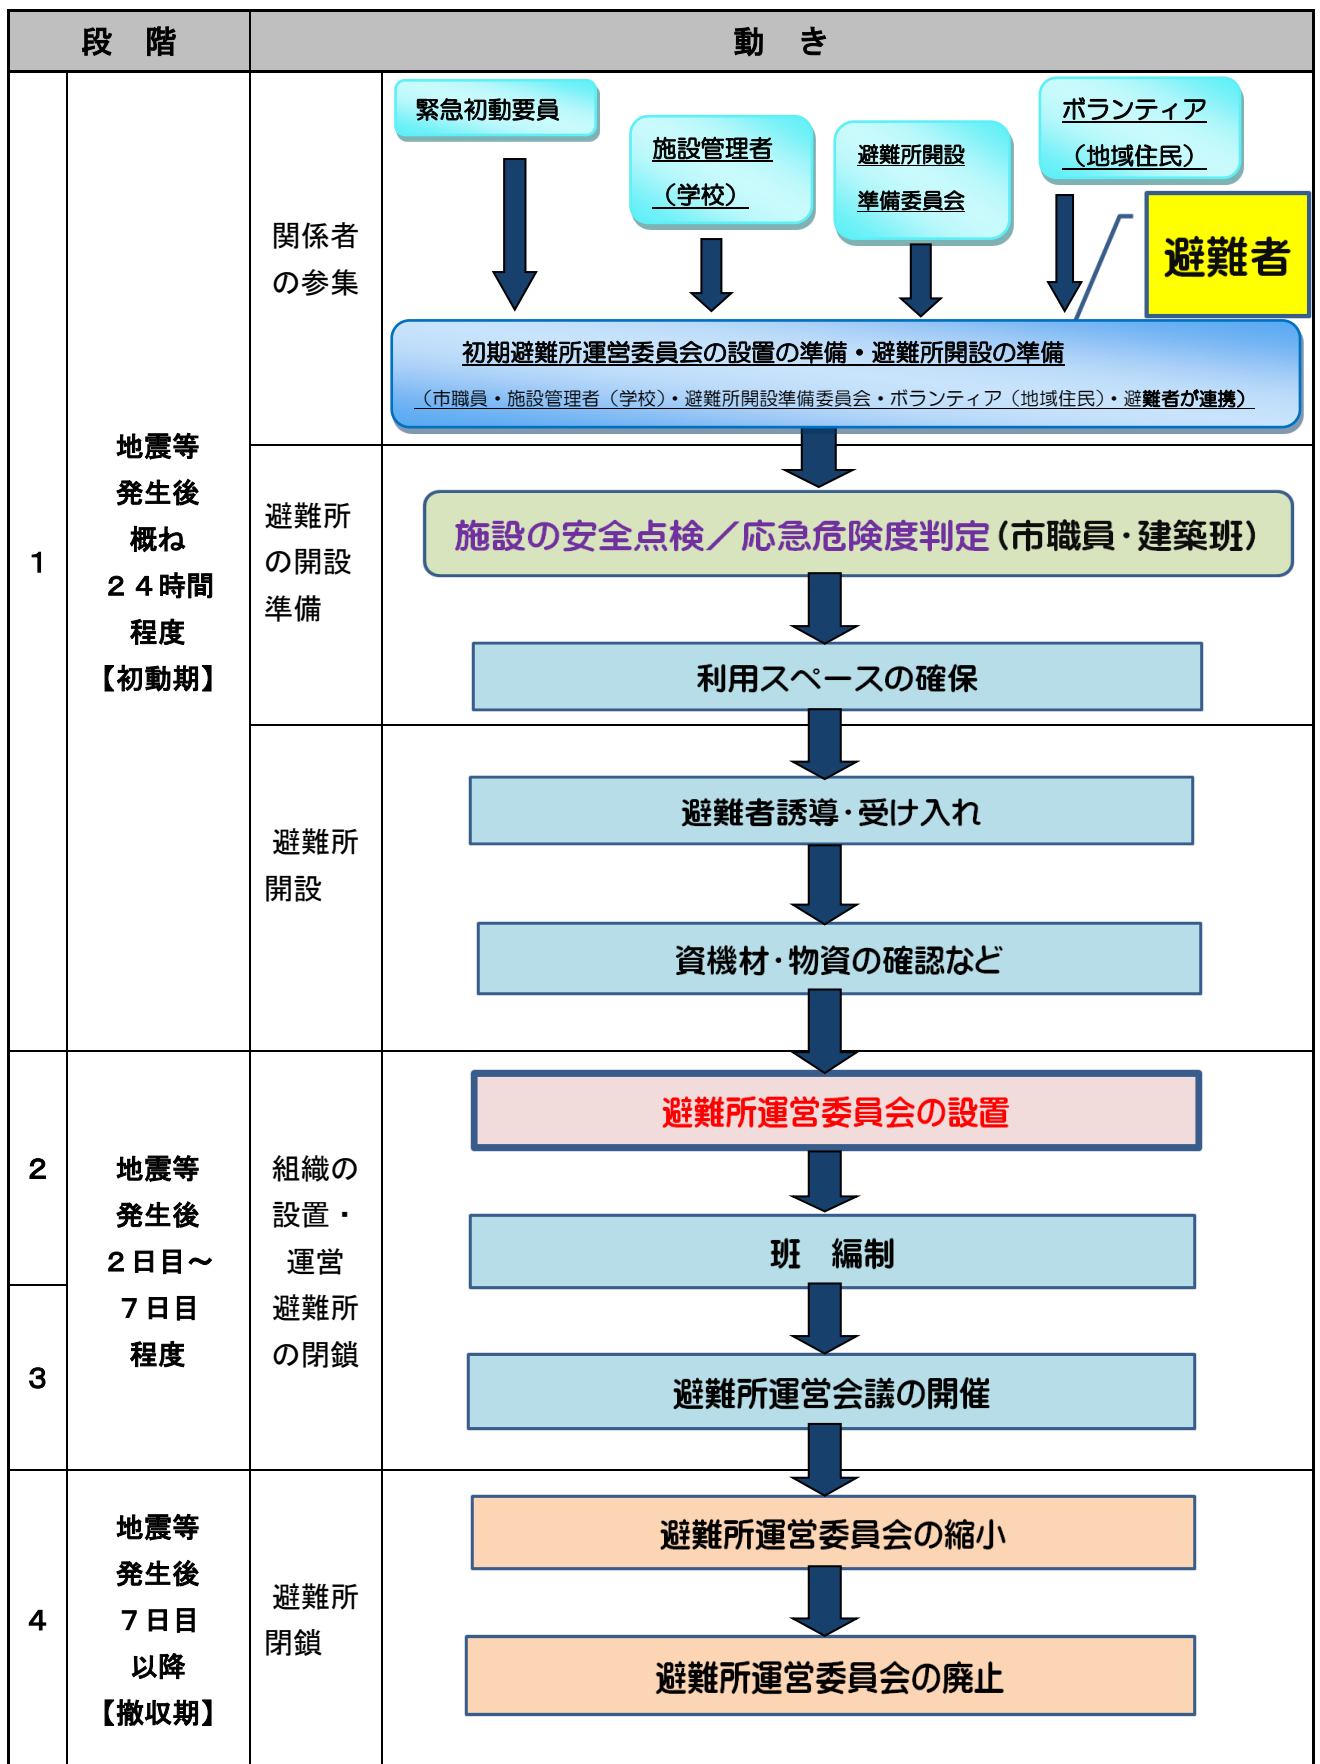 段　階
動　き
1
地震等
発生後
概ね
２４時間
程度
【初動期】
関係者
の参集
緊急初動要員
施設管理者
（学校）
避難所開設
準備委員会
ボランティア
（地域住民）
避難者
初期避難所運営委員会の設置の準備・避難所開設の準備
（市職員・施設管理者（学校）・避難所開設準備委員会・ボランティア（地域住民）・避難者が連携）
避難所
の開設
準備
施設の安全点検／応急危険度判定(市職員･建築班)
利用スペースの確保
避難所
開設
避難者誘導･受け入れ
資機材･物資の確認など
2
3
地震等
発生後
２日目～
７日目
程度
組織の
設置・
運営
避難所
の閉鎖
避難所運営委員会の設置
班　編制
避難所運営会議の開催
4
地震等
発生後
７日目
以降
【撤収期】
避難所
閉鎖
避難所運営委員会の縮小
避難所運営委員会の廃止